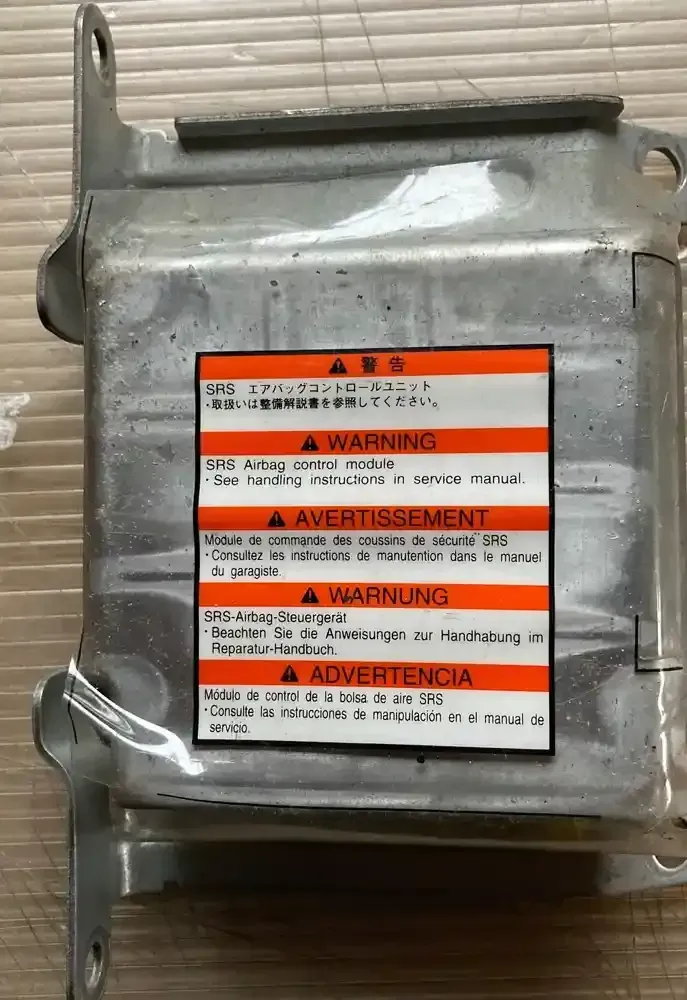 ⚠ 警告
SRS エアバッグコントロールユニット
・取扱いは整備解説書を参照してください。
⚠ WARNING
SRS Airbag control module
・See handling instructions in service manual.
⚠ AVERTISSEMENT
Module de commande des coussins de sécurité SRS
・Consultez les instructions de manutention dans le manuel
du garagiste.
⚠ WARNUNG
SRS-Airbag-Steuergerät
・Beachten Sie die Anweisungen zur Handhabung im
Reparatur-Handbuch.
⚠ ADVERTENCIA
Módulo de control de la bolsa de aire SRS
・Consulte las instrucciones de manipulación en el manual de
servicio.